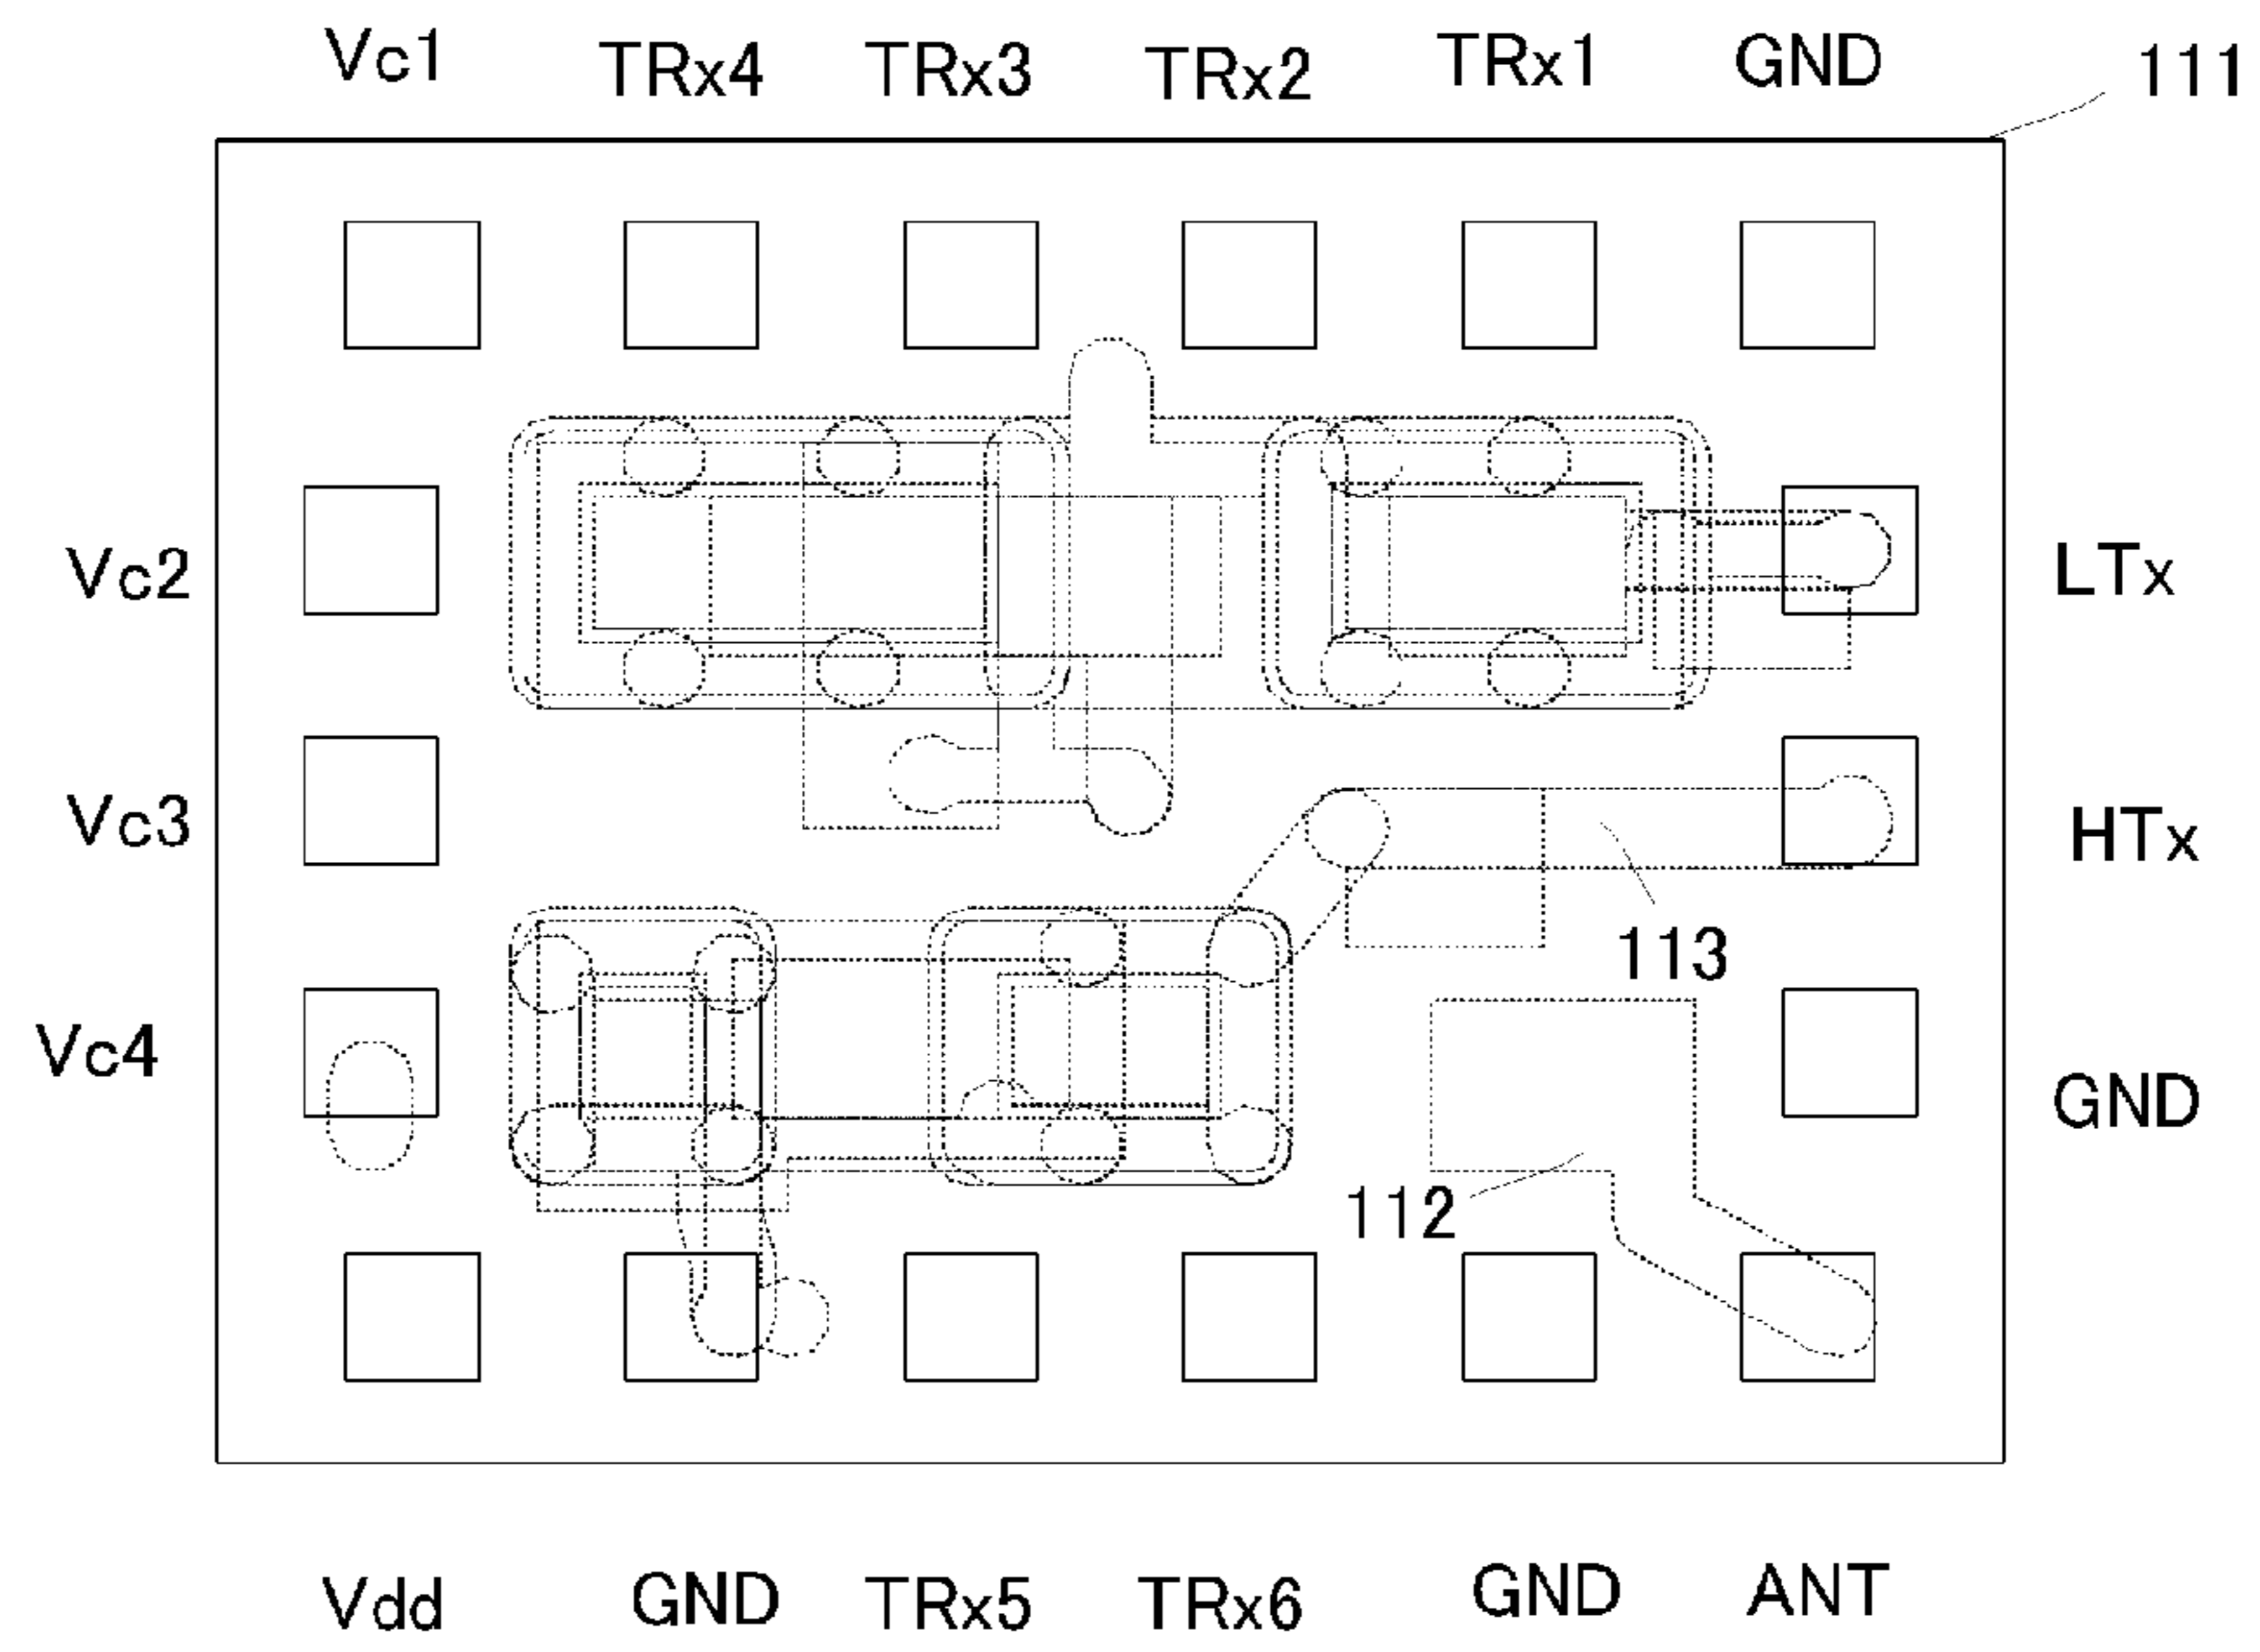 Vc1 TRx4 TRx3 TRx2 TRx1 GND 111
Vc2 LTx
Vc3 HTx
113
Vc4 GND
112
Vdd GND TRx5 TRx6 GND ANT